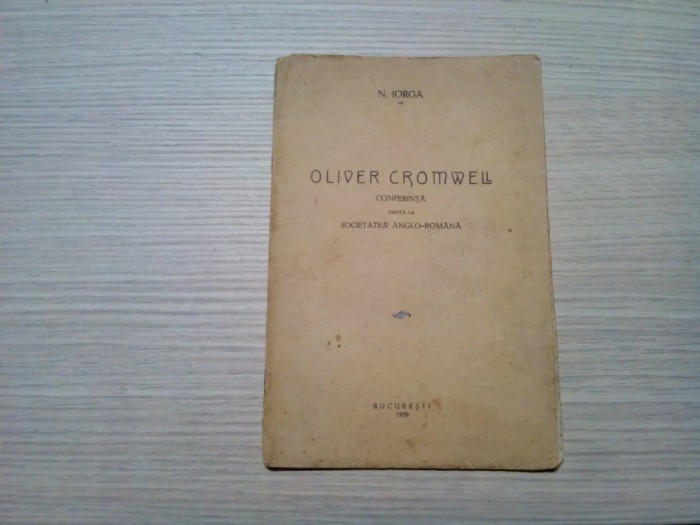 N. IORGA
OLIVER CROMWELL
CONFERINȚĂ
ȚINUTĂ LA
SOCIETATEA ANGLO-ROMÂNĂ
BUCUREȘTI